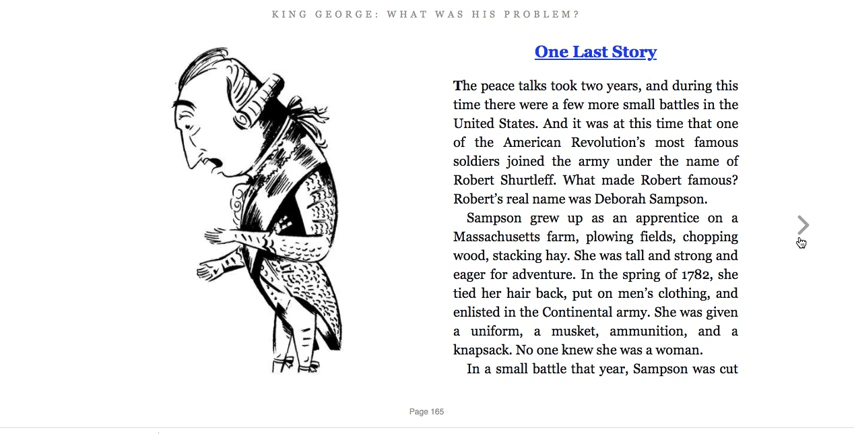 KING GEORGE: WHAT WAS HIS PROBLEM?
One Last Story
The peace talks took two years, and during this
time there were a few more small battles in the
United States. And it was at this time that one
of the American Revolution's most famous
soldiers joined the army under the name of
Robert Shurtleff. What made Robert famous?
Robert's real name was Deborah Sampson.
Sampson grew up as an apprentice on a
Massachusetts farm, plowing fields, chopping
wood, stacking hay. She was tall and strong and
eager for adventure. In the spring of 1782, she
tied her hair back, put on men's clothing, and
enlisted in the Continental army. She was given
a uniform, a musket, ammunition, and a
knapsack. No one knew she was a woman.
In a small battle that year, Sampson was cut
Page 165